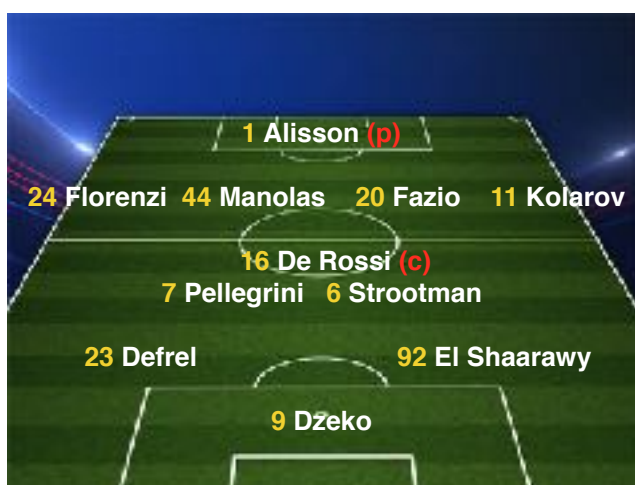 1 Alisson (p)
24 Florenzi 44 Manolas 20 Fazio 11 Kolarov
16 De Rossi (c)
7 Pellegrini 6 Strootman
23 Defrel 92 El Shaarawy
9 Dzeko